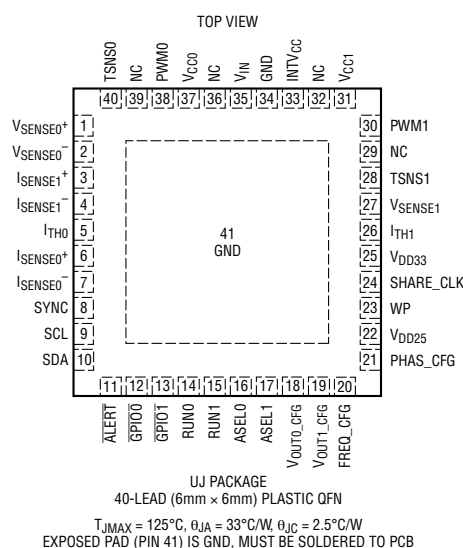 TOP VIEW
TSNS0
NC
PWM0
VCC0
NC
VIN
GND
INTVCC
NC
VCC1
40 39 38 37 36 35 34 33 32 31
VSENSE0+ 1
VSENSE0– 2
ISENSE1+ 3
ISENSE1– 4
ITH0 5
ISENSE0+ 6
ISENSE0– 7
SYNC 8
SCL 9
SDA 10
41
GND
30 PWM1
29 NC
28 TSNS1
27 VSENSE1
26 ITH1
25 VDD33
24 SHARE_CLK
23 WP
22 VDD25
21 PHAS_CFG
11 12 13 14 15 16 17 18 19 20
ALERT
GPIO0
GPIO1
RUN0
RUN1
ASEL0
ASEL1
VOUT0_CFG
VOUT1_CFG
FREQ_CFG
UJ PACKAGE
40-LEAD (6mm × 6mm) PLASTIC QFN
TJMAX = 125°C, θJA = 33°C/W, θJC = 2.5°C/W
EXPOSED PAD (PIN 41) IS GND, MUST BE SOLDERED TO PCB